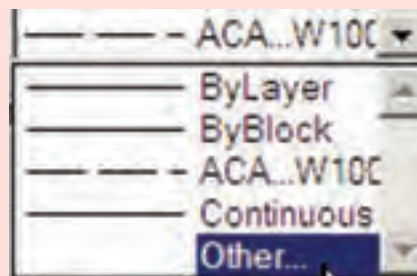 ACA...W100
ByLayer
ByBlock
ACA...W100
Continuous
Other...